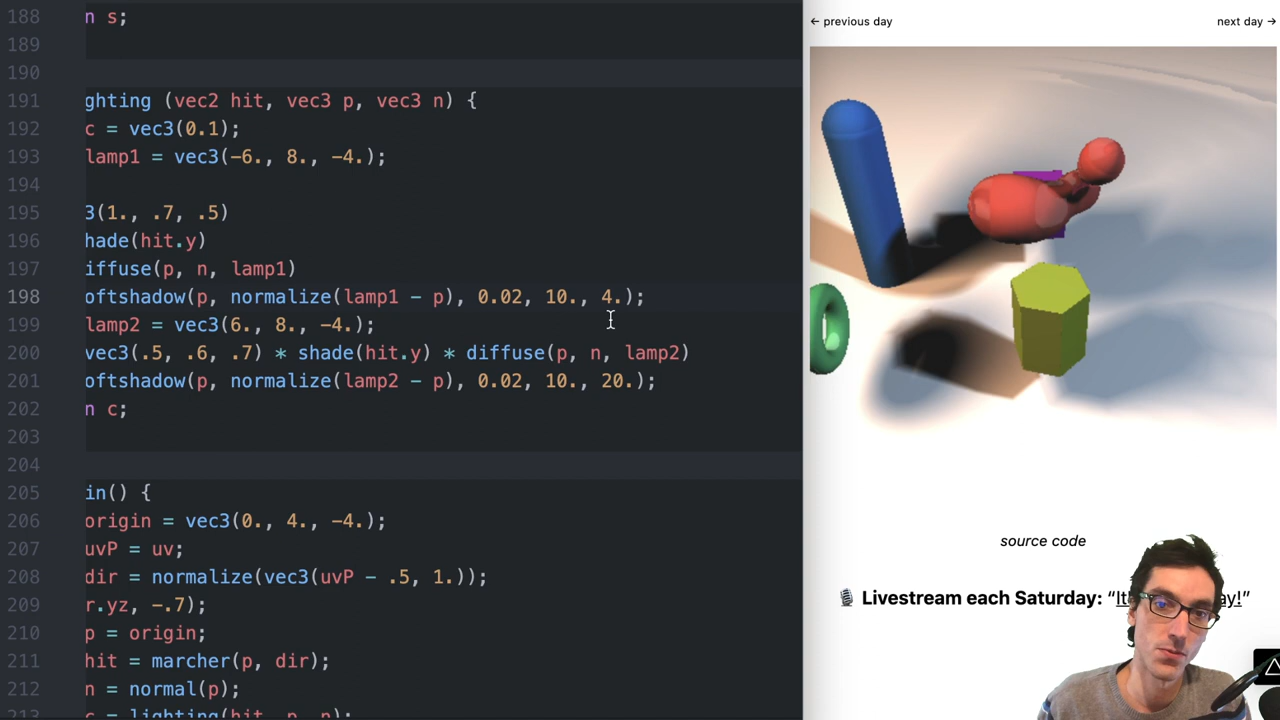 188 n s;
189
190
191 ghting (vec2 hit, vec3 p, vec3 n) {
192 c = vec3(0.1);
193 lamp1 = vec3(-6., 8., -4.);
194
195 3(1., .7, .5)
196 hade(hit.y)
197 iffuse(p, n, lamp1)
198 oftshadow(p, normalize(lamp1 - p), 0.02, 10., 4.);
199 lamp2 = vec3(6., 8., -4.);
200 vec3(.5, .6, .7) * shade(hit.y) * diffuse(p, n, lamp2)
201 oftshadow(p, normalize(lamp2 - p), 0.02, 10., 20.);
202 n c;
203
204
205 in() {
206 origin = vec3(0., 4., -4.);
207 uvP = uv;
208 dir = normalize(vec3(uvP - .5, 1.));
209 r.yz, -.7);
210 p = origin;
211 hit = marcher(p, dir);
212 n = normal(p);
213 c = lighting(hit, p, n);
← previous day
next day →
source code
Livestream each Saturday: “It ay!”